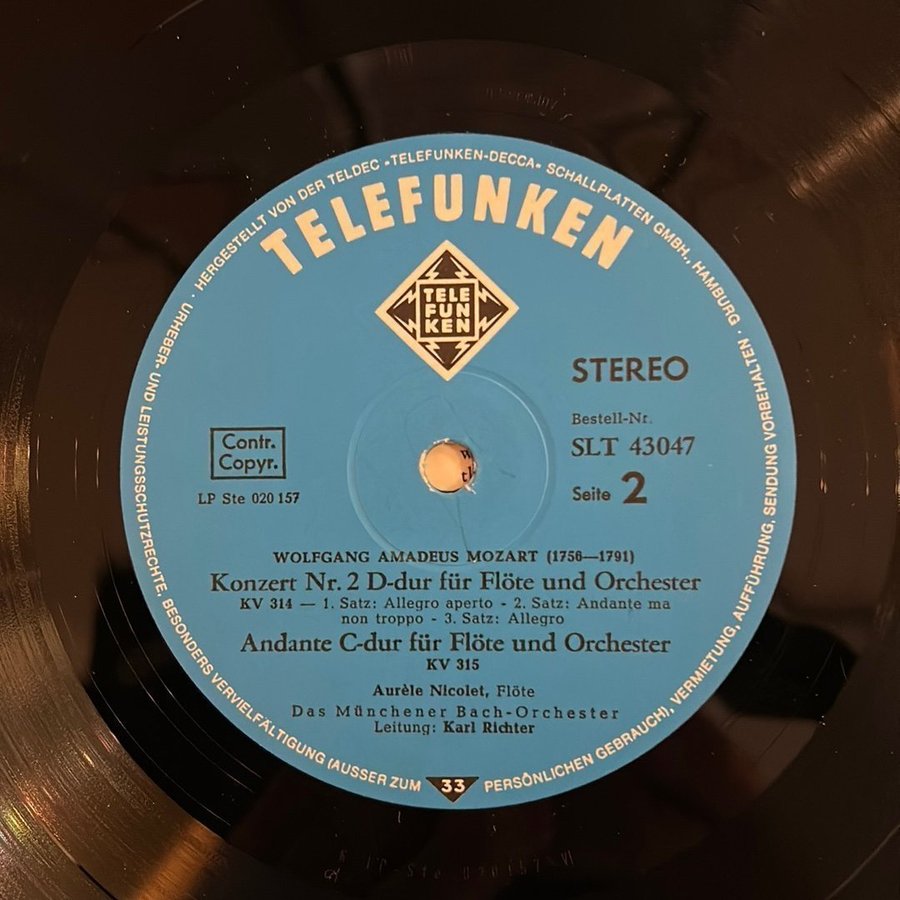 URHEBER- UND LEISTUNGSSCHUTZRECHTE, BESONDERS VERVIELFÄLTIGUNG (AUSSER ZUM PERSÖNLICHEN GEBRAUCH), VERMIETUNG, AUFFÜHRUNG, SENDUNG VORBEHALTEN · HERGESTELLT VON DER TELDEC »TELEFUNKEN-DECCA« SCHALLPLATTEN GMBH., HAMBURG ·
TELEFUNKEN
TELE
FUN
KEN
STEREO
Contr.
Copyr.
Bestell-Nr.
SLT 43047
LP Ste 020 157
Seite 2
WOLFGANG AMADEUS MOZART (1756—1791)
Konzert Nr. 2 D-dur für Flöte und Orchester
KV 314 — 1. Satz: Allegro aperto - 2. Satz: Andante ma
non troppo - 3. Satz: Allegro
Andante C-dur für Flöte und Orchester
KV 315
Aurèle Nicolet, Flöte
Das Münchener Bach-Orchester
Leitung: Karl Richter
33
LP-Ste 020157